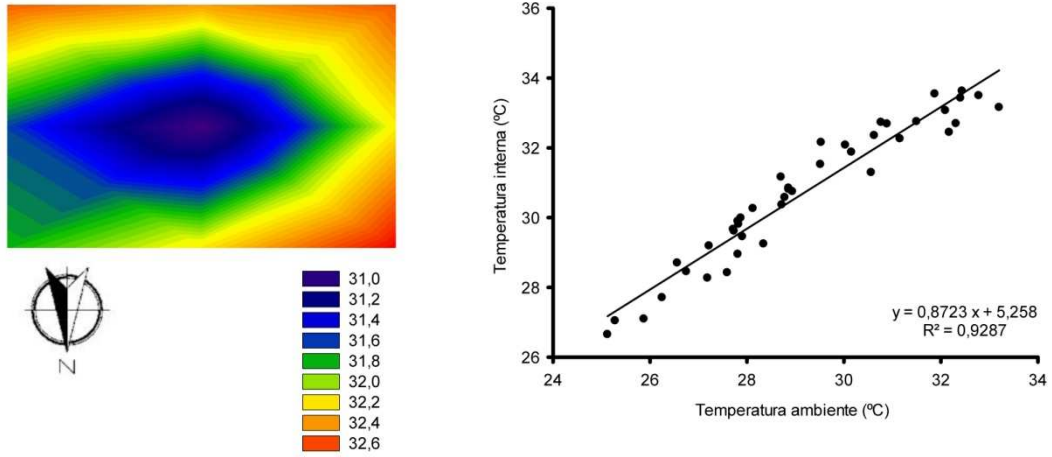 N
31,0
31,2
31,4
31,6
31,8
32,0
32,2
32,4
32,6
Temperatura interna (ºC)
36
34
32
30
28
26
y = 0,8723 x + 5,258
R² = 0,9287
24 26 28 30 32 34
Temperatura ambiente (ºC)